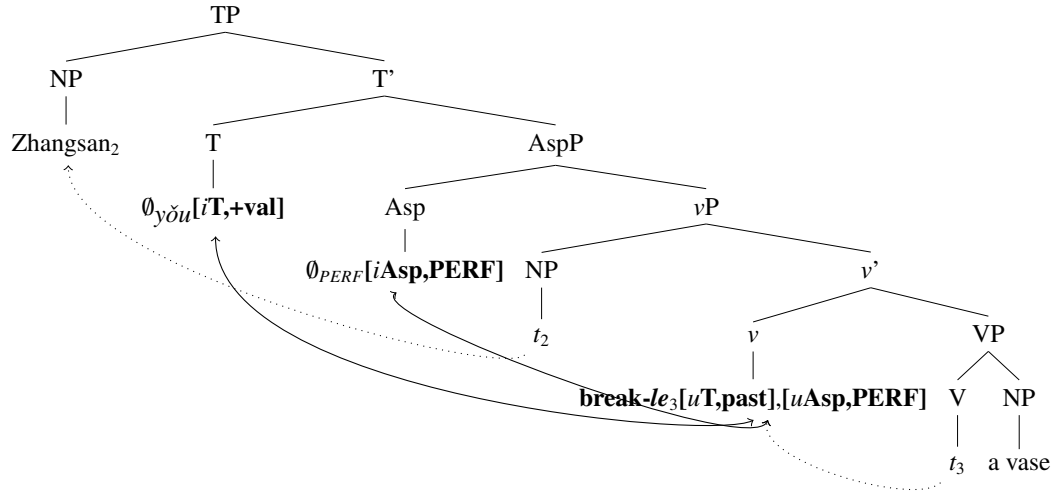 TP
NP T'
Zhangsan₂ T AspP
∅yǒu[iT,+val] Asp vP
∅PERF[iAsp,PERF] NP v'
t₂ v VP
break-le₃[uT,past],[uAsp,PERF] V NP
t₃ a vase